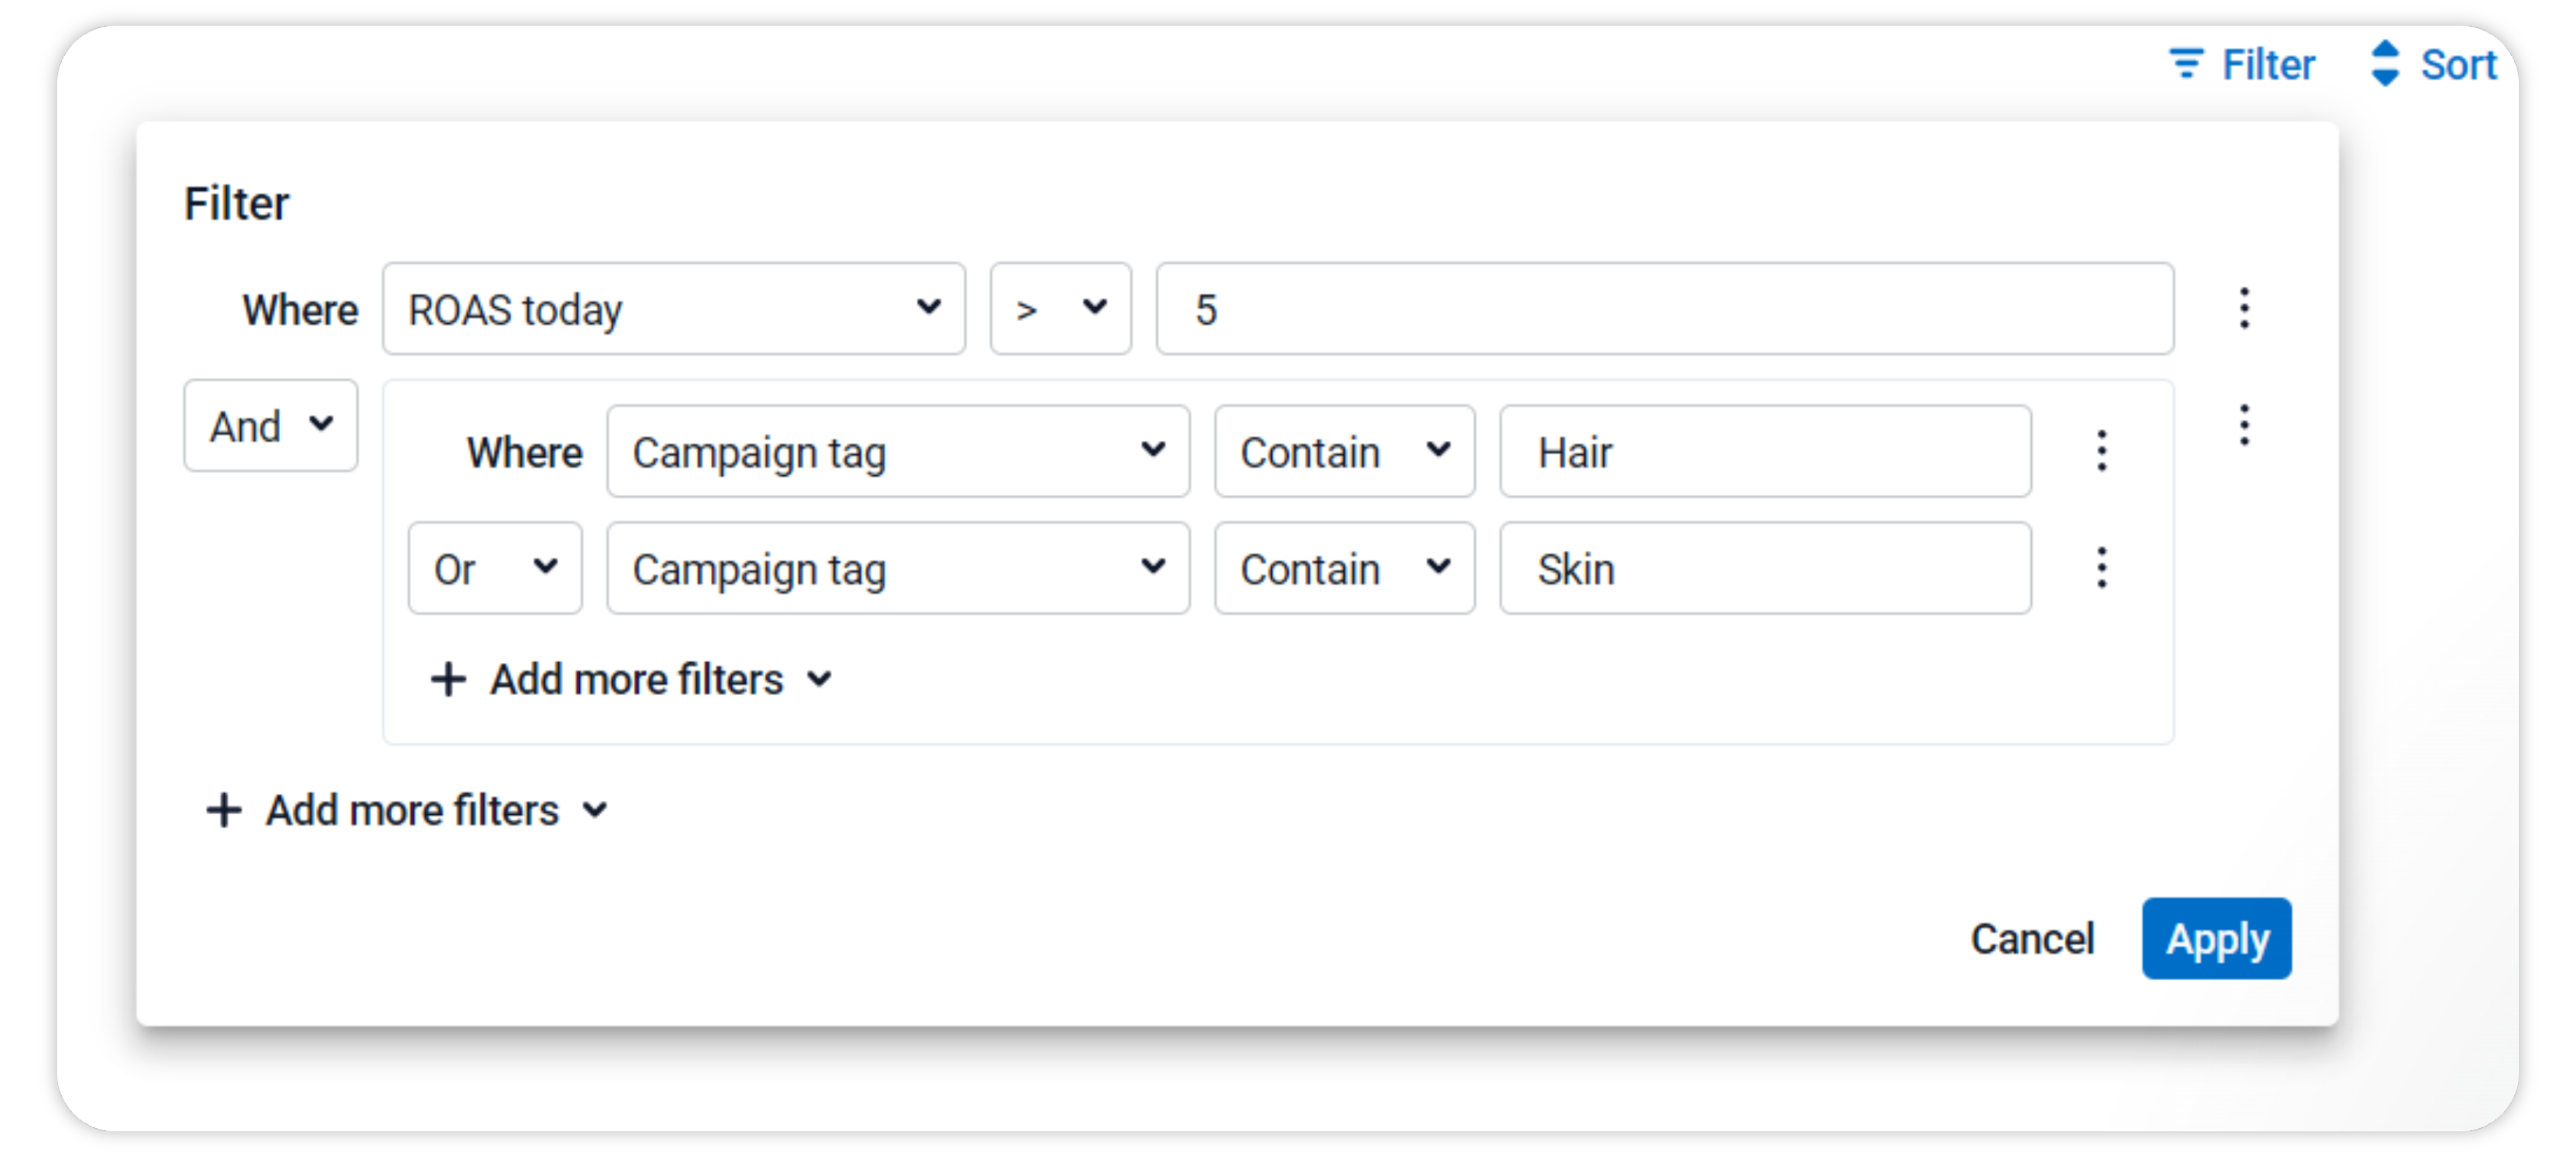 Filter Sort
Filter
Where ROAS today > 5
And
Where Campaign tag Contain Hair
Or Campaign tag Contain Skin
+ Add more filters
+ Add more filters
Cancel Apply